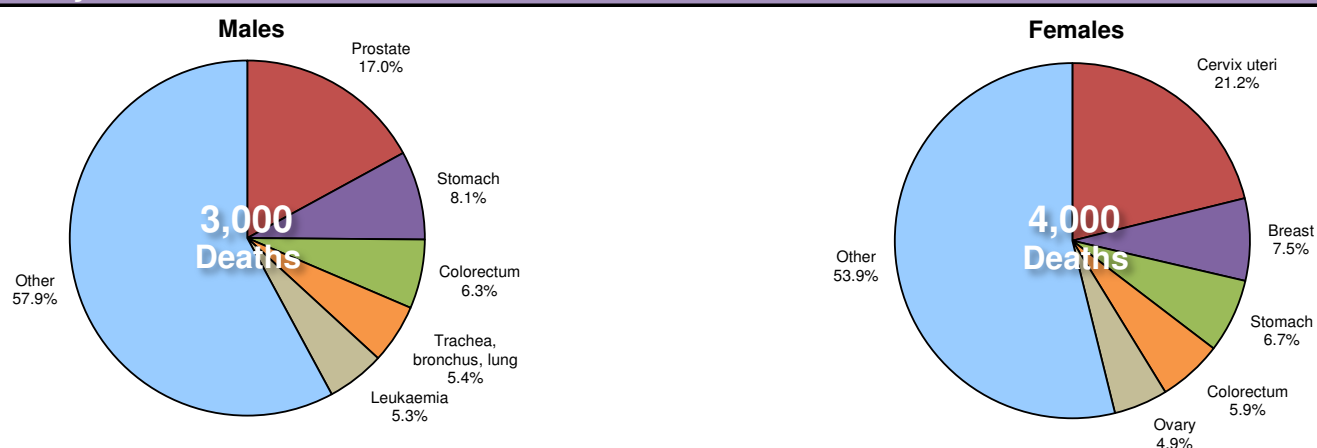 Males
Prostate
17.0%
Stomach
8.1%
Colorectum
6.3%
Trachea,
bronchus, lung
5.4%
Leukaemia
5.3%
Other
57.9%
3,000
Deaths
Females
Cervix uteri
21.2%
Breast
7.5%
Stomach
6.7%
Colorectum
5.9%
Ovary
4.9%
Other
53.9%
4,000
Deaths